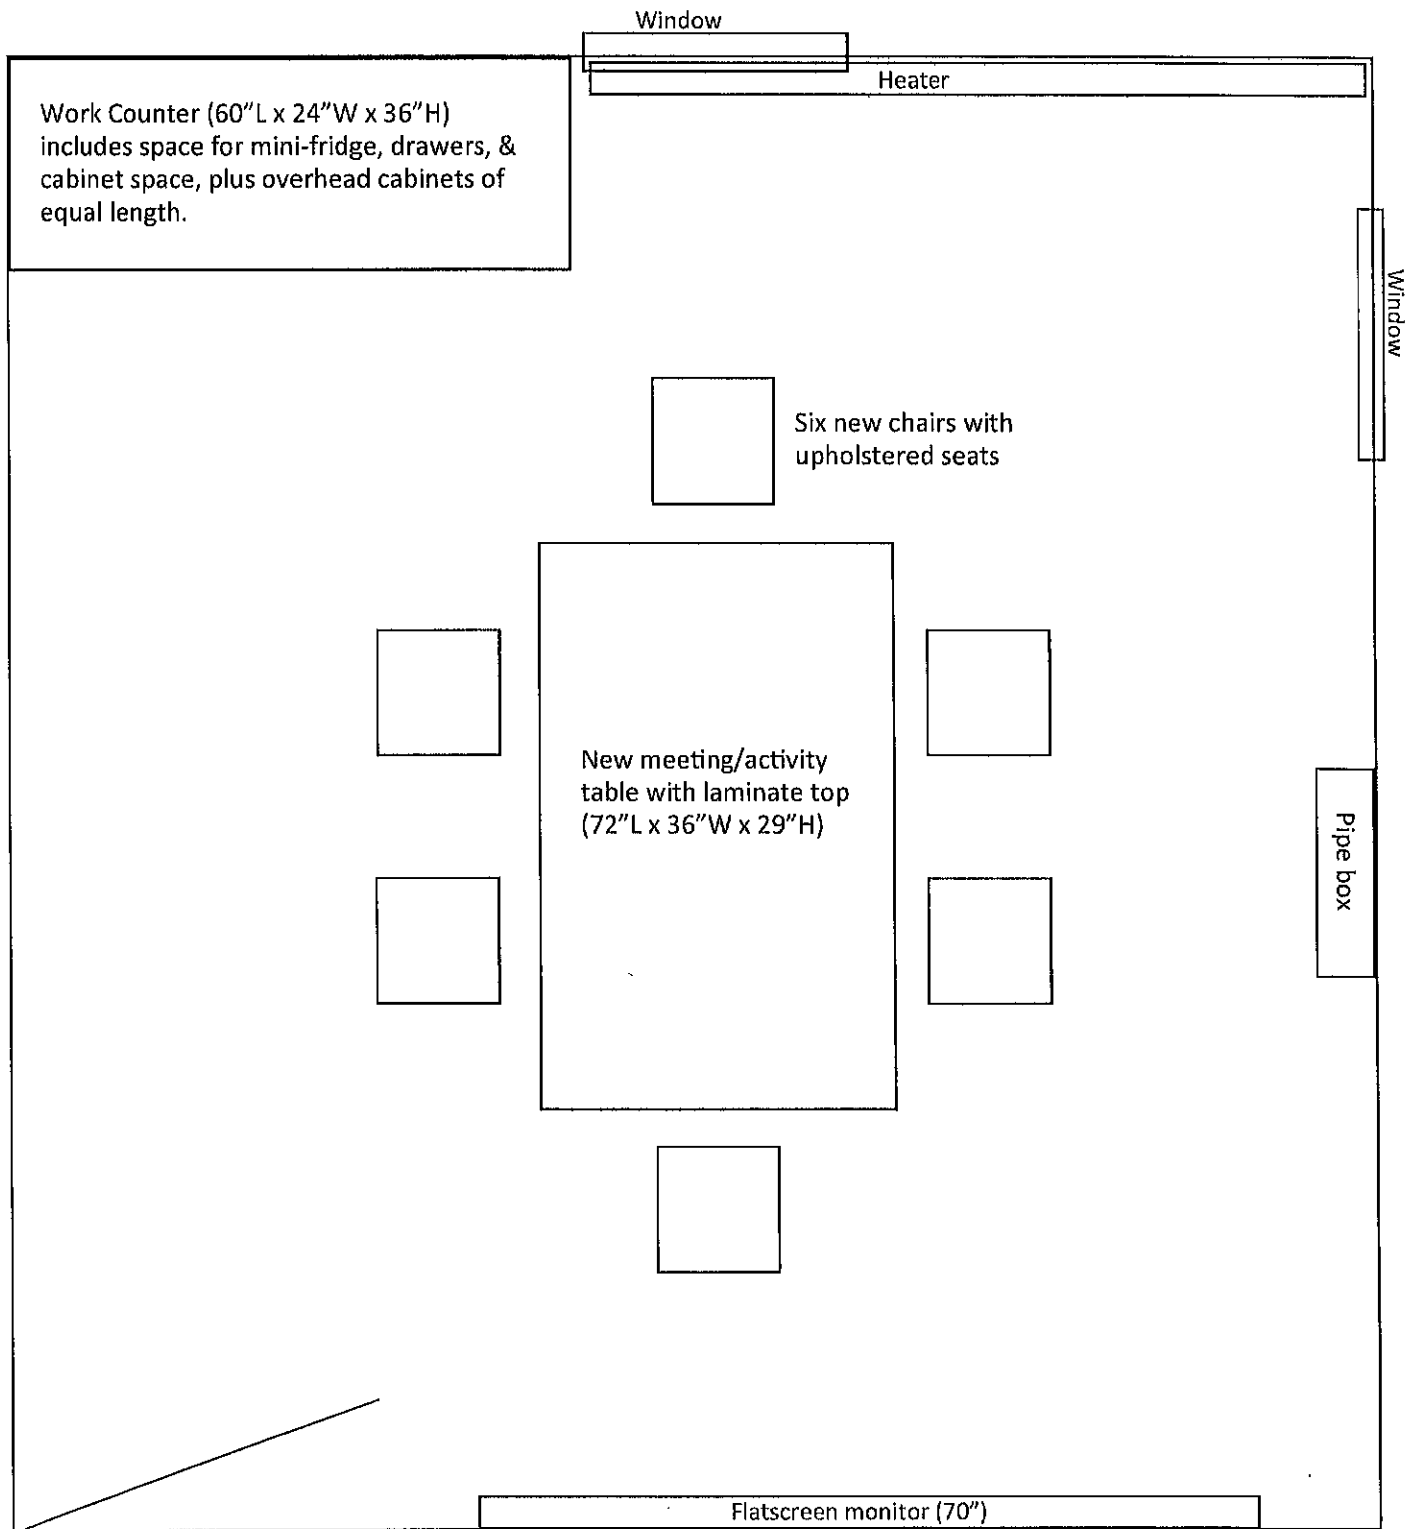 Window
Heater
Work Counter (60”L x 24”W x 36”H)
includes space for mini-fridge, drawers, &
cabinet space, plus overhead cabinets of
equal length.
Window
Six new chairs with
upholstered seats
New meeting/activity
table with laminate top
(72”L x 36”W x 29”H)
Pipe box
Flatscreen monitor (70”)